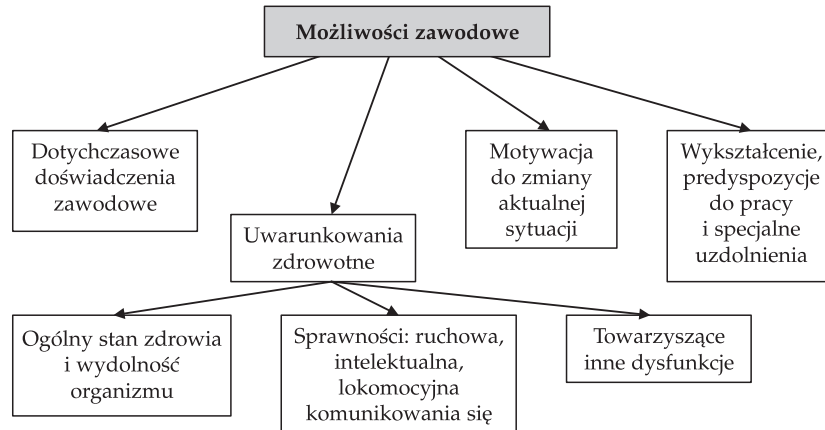 Możliwości zawodowe
Dotychczasowe
doświadczenia
zawodowe
Uwarunkowania
zdrowotne
Motywacja
do zmiany
aktualnej
sytuacji
Wykształcenie,
predyspozycje
do pracy
i specjalne
uzdolnienia
Ogólny stan zdrowia
i wydolność
organizmu
Sprawności: ruchowa,
intelektualna,
lokomocyjna
komunikowania się
Towarzyszące
inne dysfunkcje